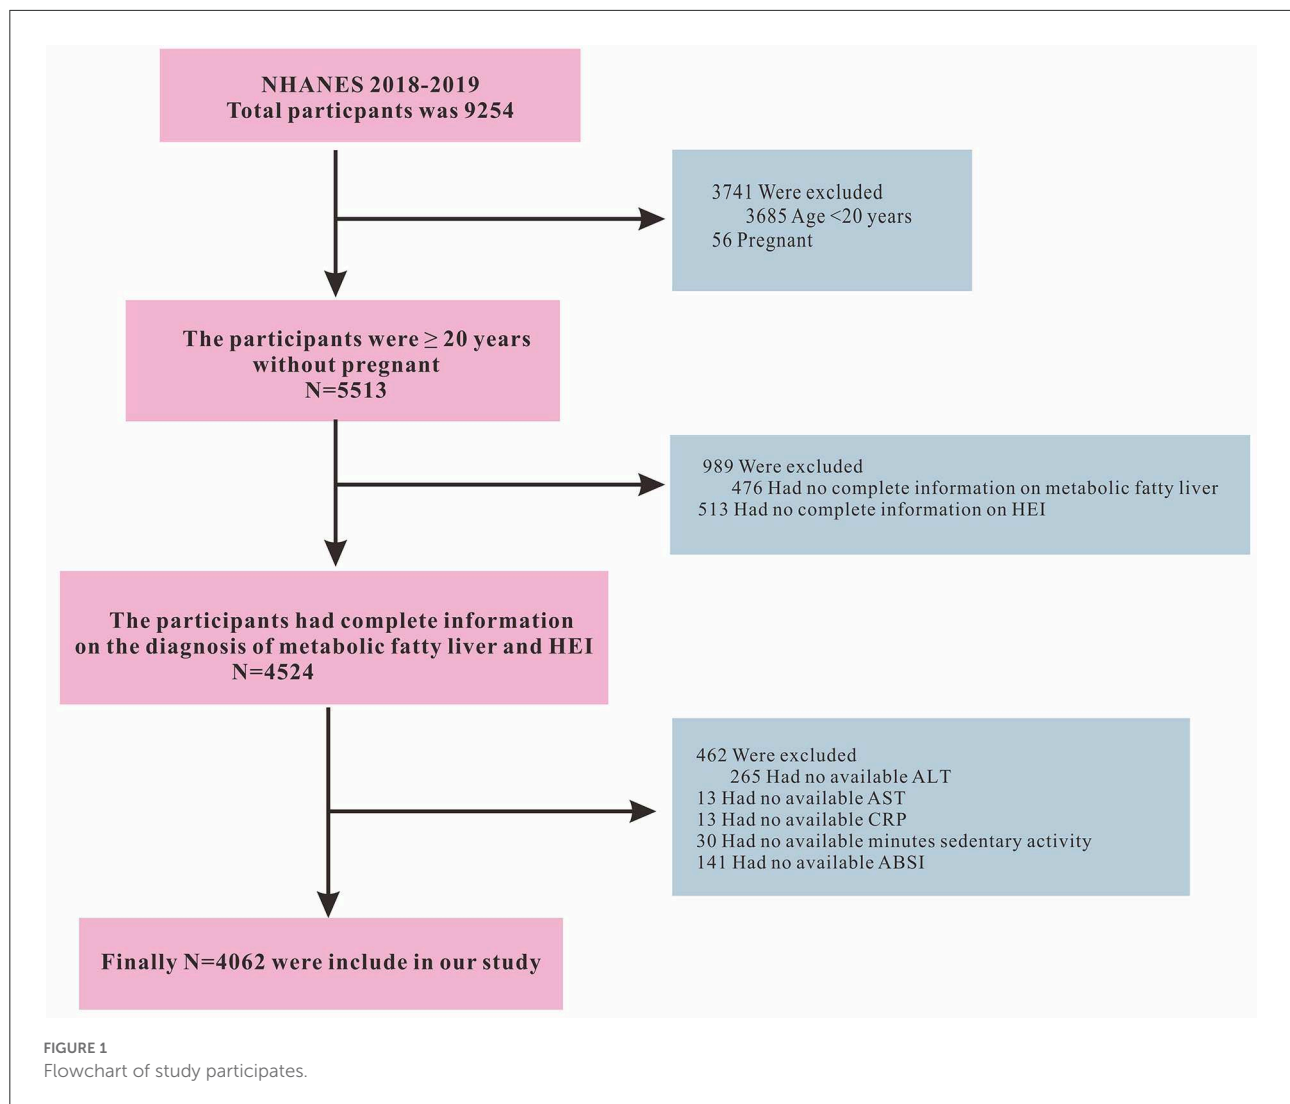 NHANES 2018-2019
Total particpants was 9254
3741 Were excluded
3685 Age <20 years
56 Pregnant
The participants were ≥ 20 years
without pregnant
N=5513
989 Were excluded
476 Had no complete information on metabolic fatty liver
513 Had no complete information on HEI
The participants had complete information
on the diagnosis of metabolic fatty liver and HEI
N=4524
462 Were excluded
265 Had no available ALT
13 Had no available AST
13 Had no available CRP
30 Had no available minutes sedentary activity
141 Had no available ABSI
Finally N=4062 were include in our study
FIGURE 1
Flowchart of study participates.